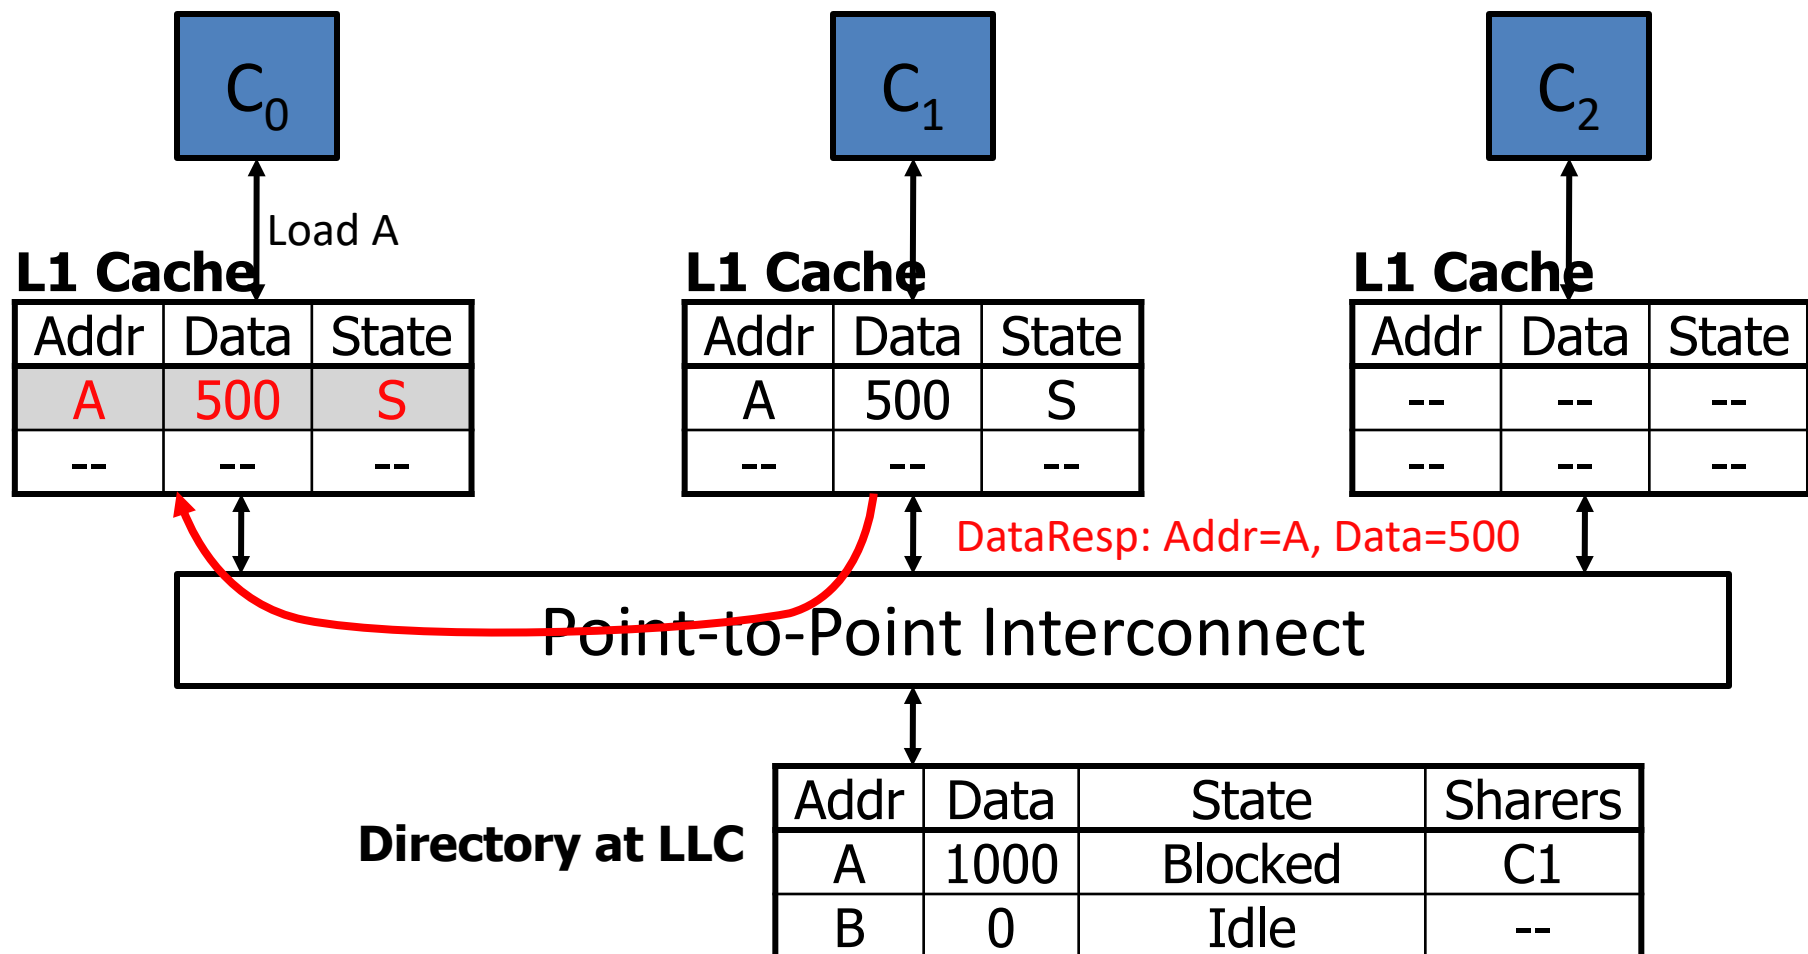 C0 C1 C2
Load A
L1 Cache L1 Cache L1 Cache
Addr Data State Addr Data State Addr Data State
A 500 S A 500 S -- -- --
-- -- -- -- -- -- -- -- --
DataResp: Addr=A, Data=500
Point-to-Point Interconnect
Addr Data State Sharers
Directory at LLC
A 1000 Blocked C1
B 0 Idle --